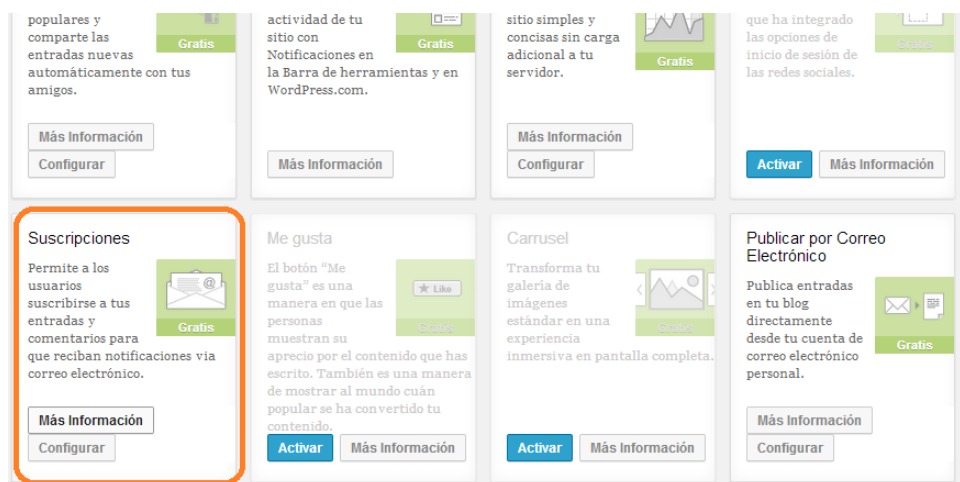 populares y
comparte las
entradas nuevas
automáticamente con tus
amigos.
Gratis
Más Información
Configurar
actividad de tu
sitio con
Notificaciones en
la Barra de herramientas y en
WordPress.com.
Gratis
Más Información
sitio simples y
concisas sin carga
adicional a tu
servidor.
Gratis
Más Información
Configurar
que ha integrado
las opciones de
inicio de sesión de
las redes sociales.
Gratis
Activar
Más Información
Suscripciones
Permite a los
usuarios
suscribirse a tus
entradas y
comentarios para
que reciban notificaciones via
correo electrónico.
@
Gratis
Más Información
Configurar
Me gusta
El botón "Me
gusta" es una
manera en que las
personas
muestran su
aprecio por el contenido que has
escrito. También es una manera
de mostrar al mundo cuán
popular se ha convertido tu
contenido.
Like
Gratis
Activar
Más Información
Carrusel
Transforma tu
galería de
imágenes
estándar en una
experiencia
inmersiva en pantalla completa.
Gratis
Activar
Más Información
Publicar por Correo
Electrónico
Publica entradas
en tu blog
directamente
desde tu cuenta de
correo electrónico
personal.
Gratis
Más Información
Configurar